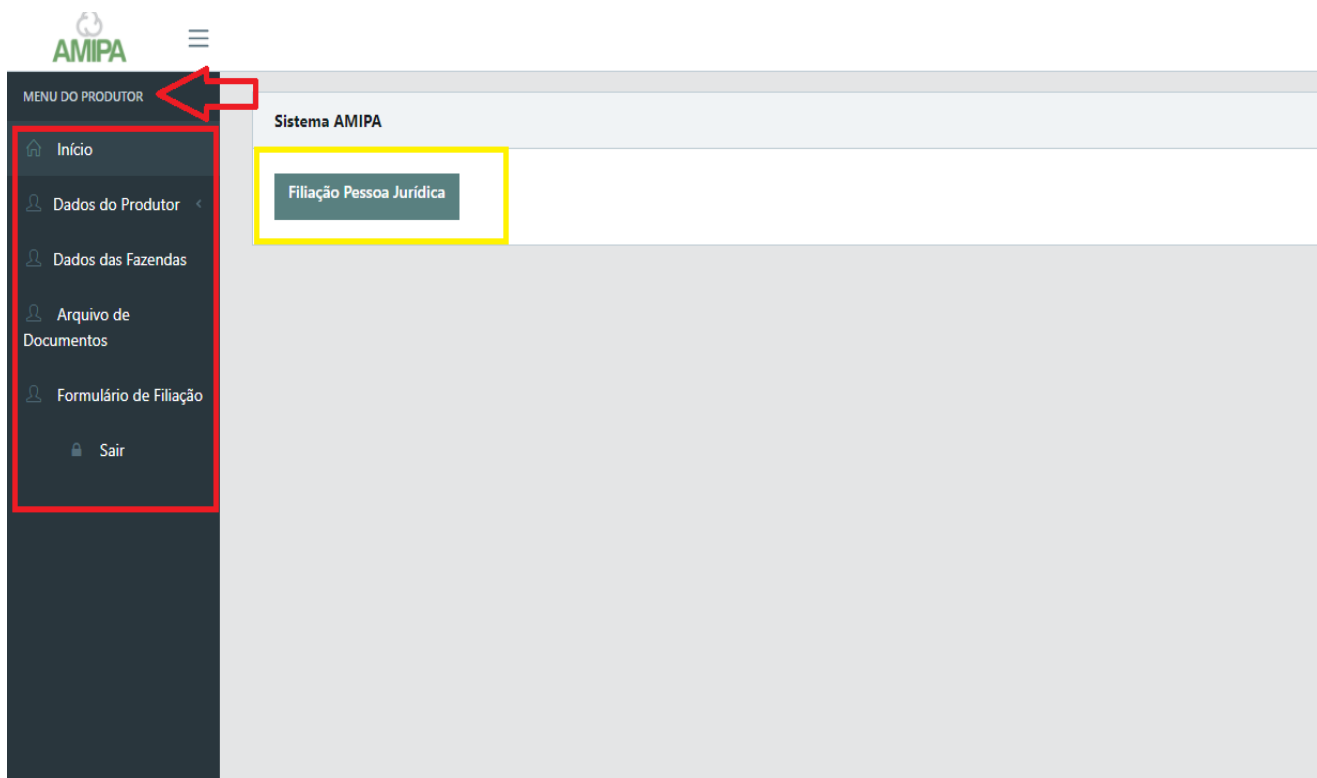 AMIPA
MENU DO PRODUTOR
Início
Dados do Produtor
Dados das Fazendas
Arquivo de
Documentos
Formulário de Filiação
Sair
Sistema AMIPA
Filiação Pessoa Jurídica